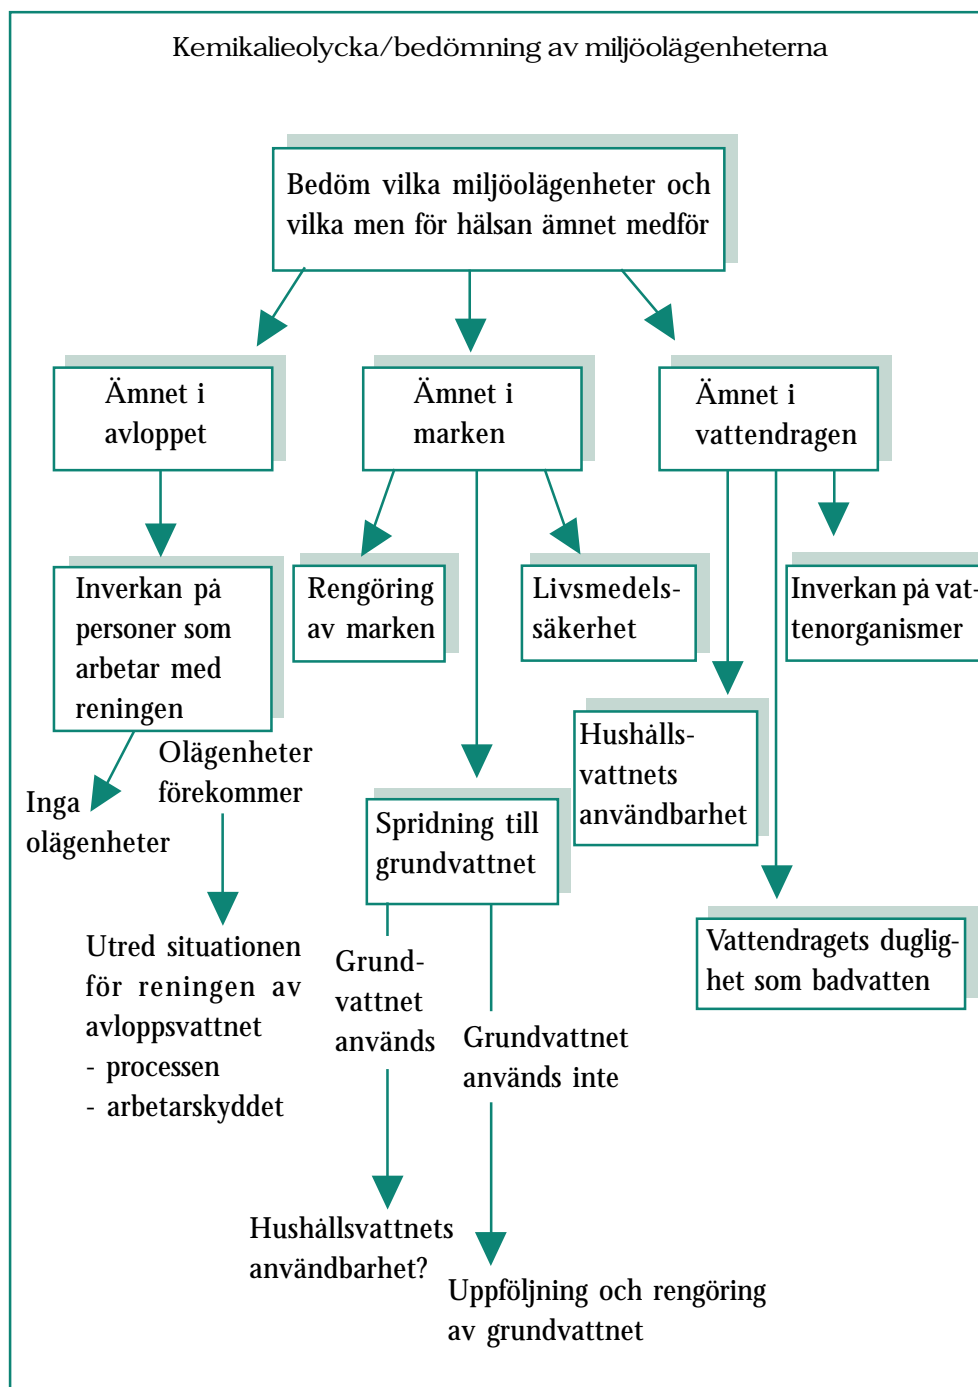 Kemikalieolycka/bedömning av miljöolägenheterna
Bedöm vilka miljöolägenheter och
vilka men för hälsan ämnet medför
Ämnet i
avloppet
Ämnet i
marken
Ämnet i
vattendragen
Inverkan på
personer som
arbetar med
reningen
Rengöring
av marken
Livsmedels-
säkerhet
Inverkan på vat-
tenorganismer
Hushålls-
vattnets
användbarhet
Olägenheter
förekommer
Inga
olägenheter
Spridning till
grundvattnet
Vattendragets duglig-
het som badvatten
Utred situationen
för reningen av
avloppsvattnet
- processen
- arbetarskyddet
Grund-
vattnet
används
Grundvattnet
används inte
Hushållsvattnets
användbarhet?
Uppföljning och rengöring
av grundvattnet